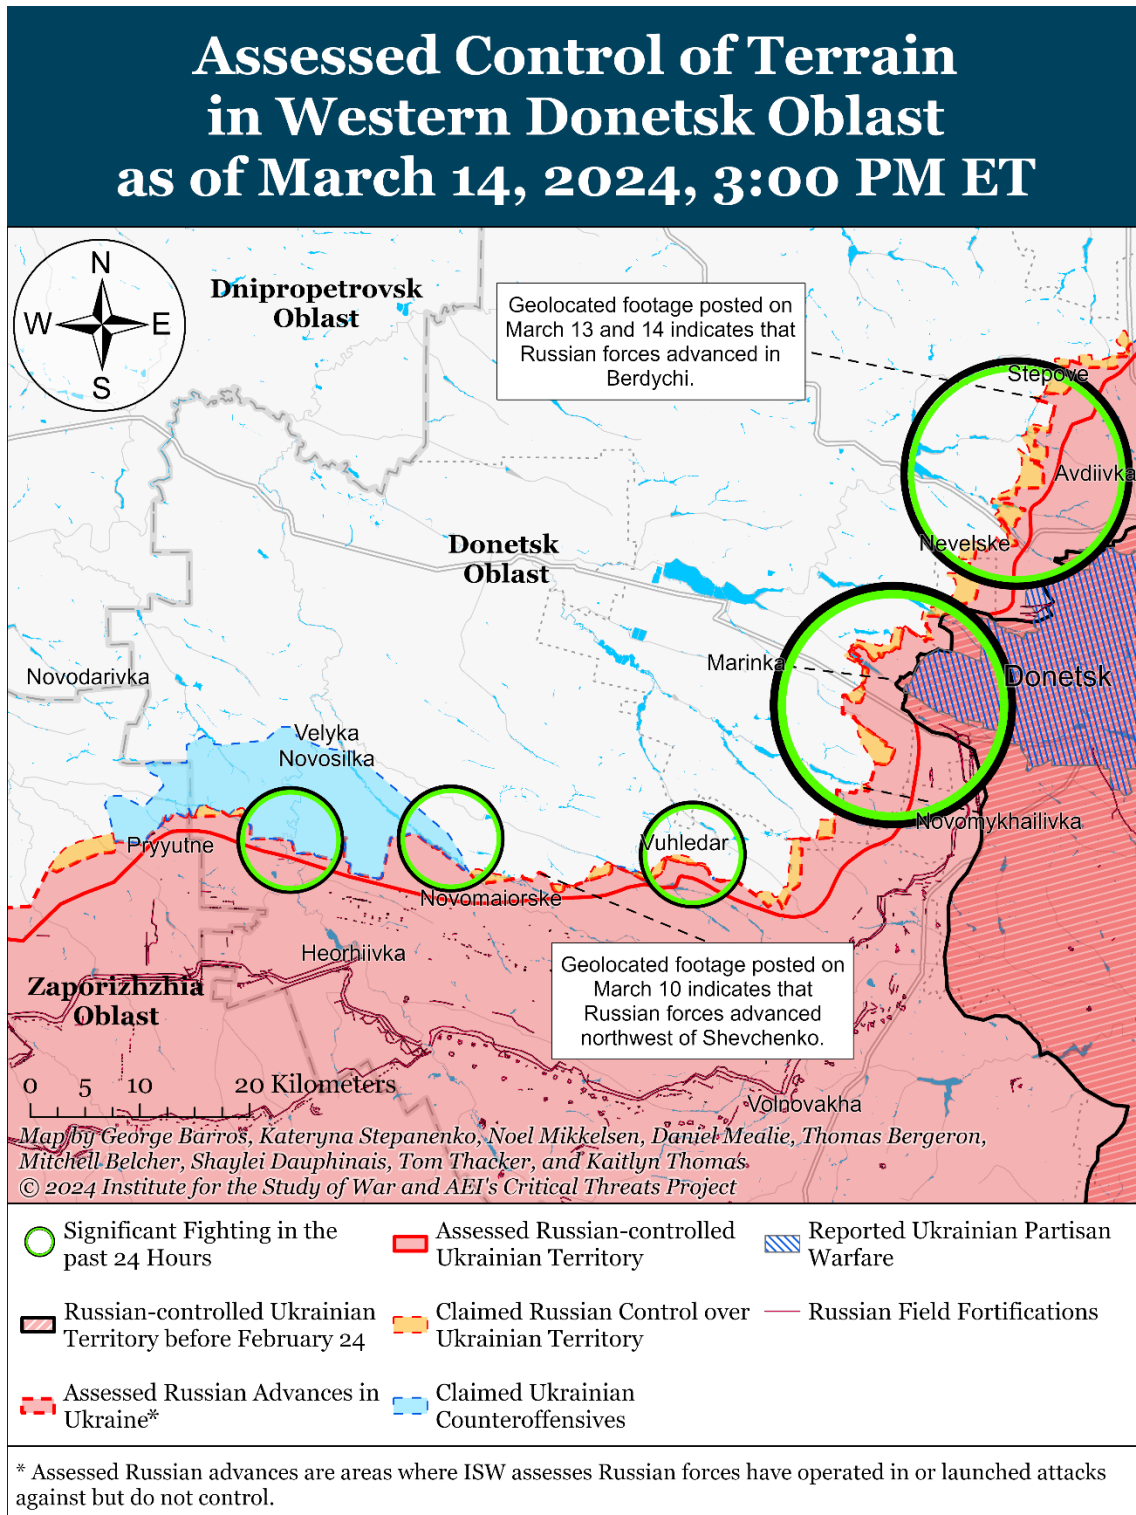 Assessed Control of Terrain
in Western Donetsk Oblast
as of March 14, 2024, 3:00 PM ET
N
W
E
S
Dnipropetrovsk
Oblast
Geolocated footage posted on
March 13 and 14 indicates that
Russian forces advanced in
Berdychi.
Stepove
Avdiivka
Nevelske
Donetsk
Oblast
Marinka
Donetsk
Novodarivka
Velyka
Novosilka
Pryyutne
Vuhledar
Novomykhailivka
Novomaiorske
Heorhiivka
Geolocated footage posted on
March 10 indicates that
Russian forces advanced
northwest of Shevchenko.
Zaporizhzhia
Oblast
0 5 10 20 Kilometers
Volnovakha
Map by George Barros, Kateryna Stepanenko, Noel Mikkelsen, Daniel Mealie, Thomas Bergeron,
Mitchell Belcher, Shaylei Dauphinais, Tom Thacker, and Kaitlyn Thomas
© 2024 Institute for the Study of War and AEI's Critical Threats Project
Significant Fighting in the
past 24 Hours
Russian-controlled Ukrainian
Territory before February 24
Assessed Russian Advances in
Ukraine*
Assessed Russian-controlled
Ukrainian Territory
Claimed Russian Control over
Ukrainian Territory
Claimed Ukrainian
Counteroffensives
Reported Ukrainian Partisan
Warfare
Russian Field Fortifications
* Assessed Russian advances are areas where ISW assesses Russian forces have operated in or launched attacks
against but do not control.